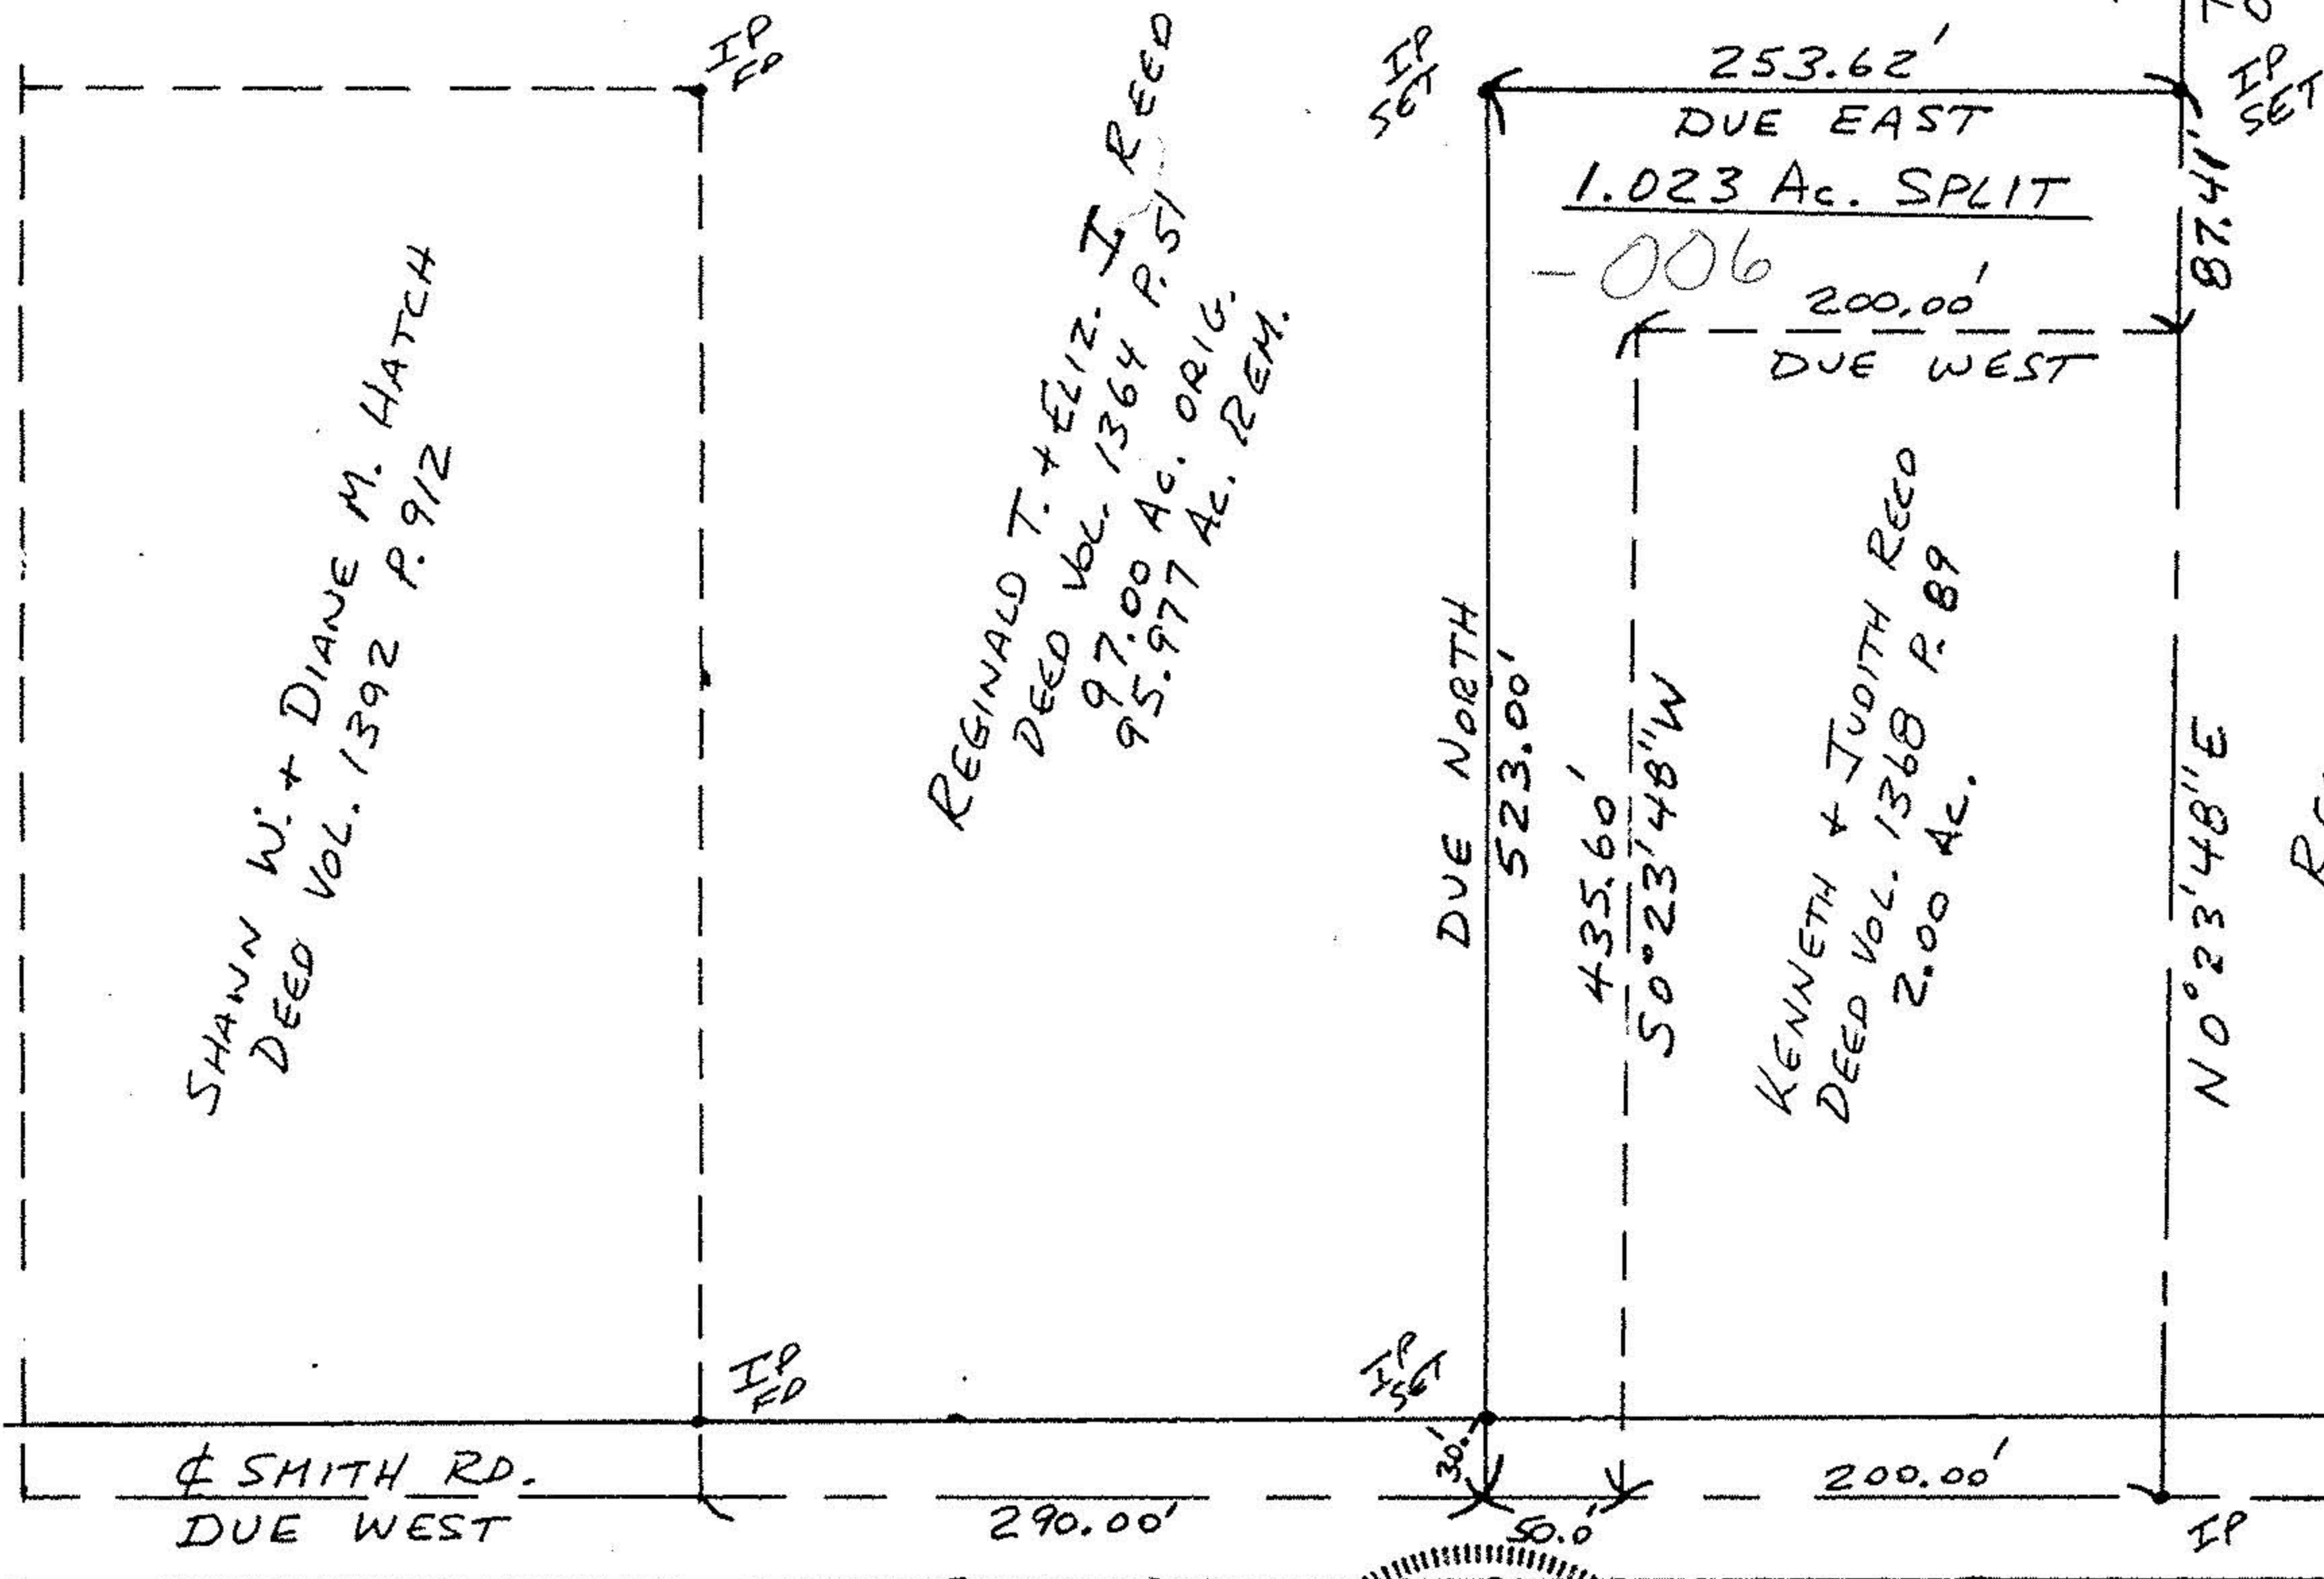 IP
FD
IP
SET
253.62'
DUE EAST
IP
SET
1.023 AC. SPLIT
-006
87.41'
200.00'
DUE WEST
SHAWN W. + DIANE M. HATCH
DEED VOL. 1392 P. 912
REGINALD T. + ELIZ. I. REED
DEED VOL. 1364 P. 51
97.00 AC. ORIG.
95.977 AC. REM.
DUE NORTH
523.00'
435.60'
S0°23'48"W
KENNETH + JUDITH REED
DEED VOL. 1368 P. 89
2.00 AC.
N0°23'48"E
IP
FD
IP
SET
30.'
℄ SMITH RD.
DUE WEST
290.00'
50.0'
200.00'
IP